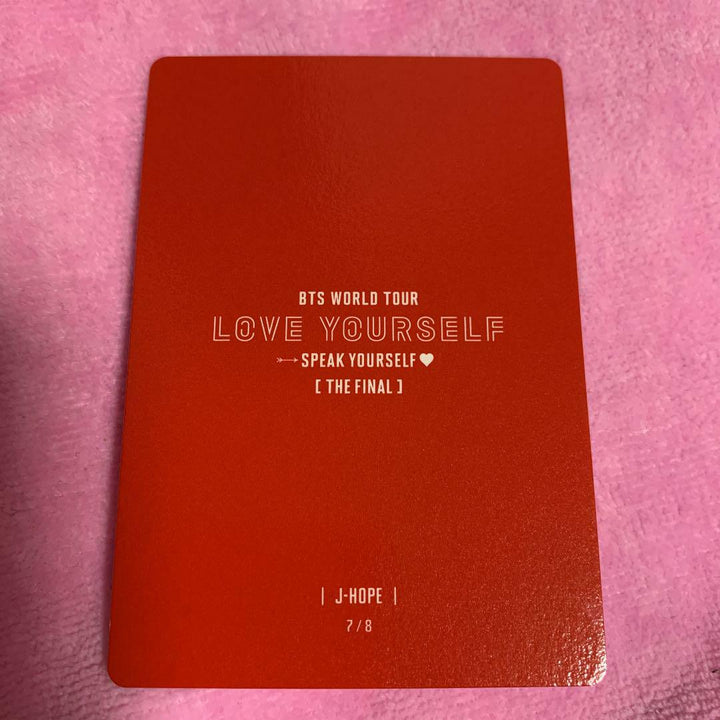 BTS WORLD TOUR
LOVE YOURSELF
SPEAK YOURSELF
[ THE FINAL ]
| J-HOPE |
7/8